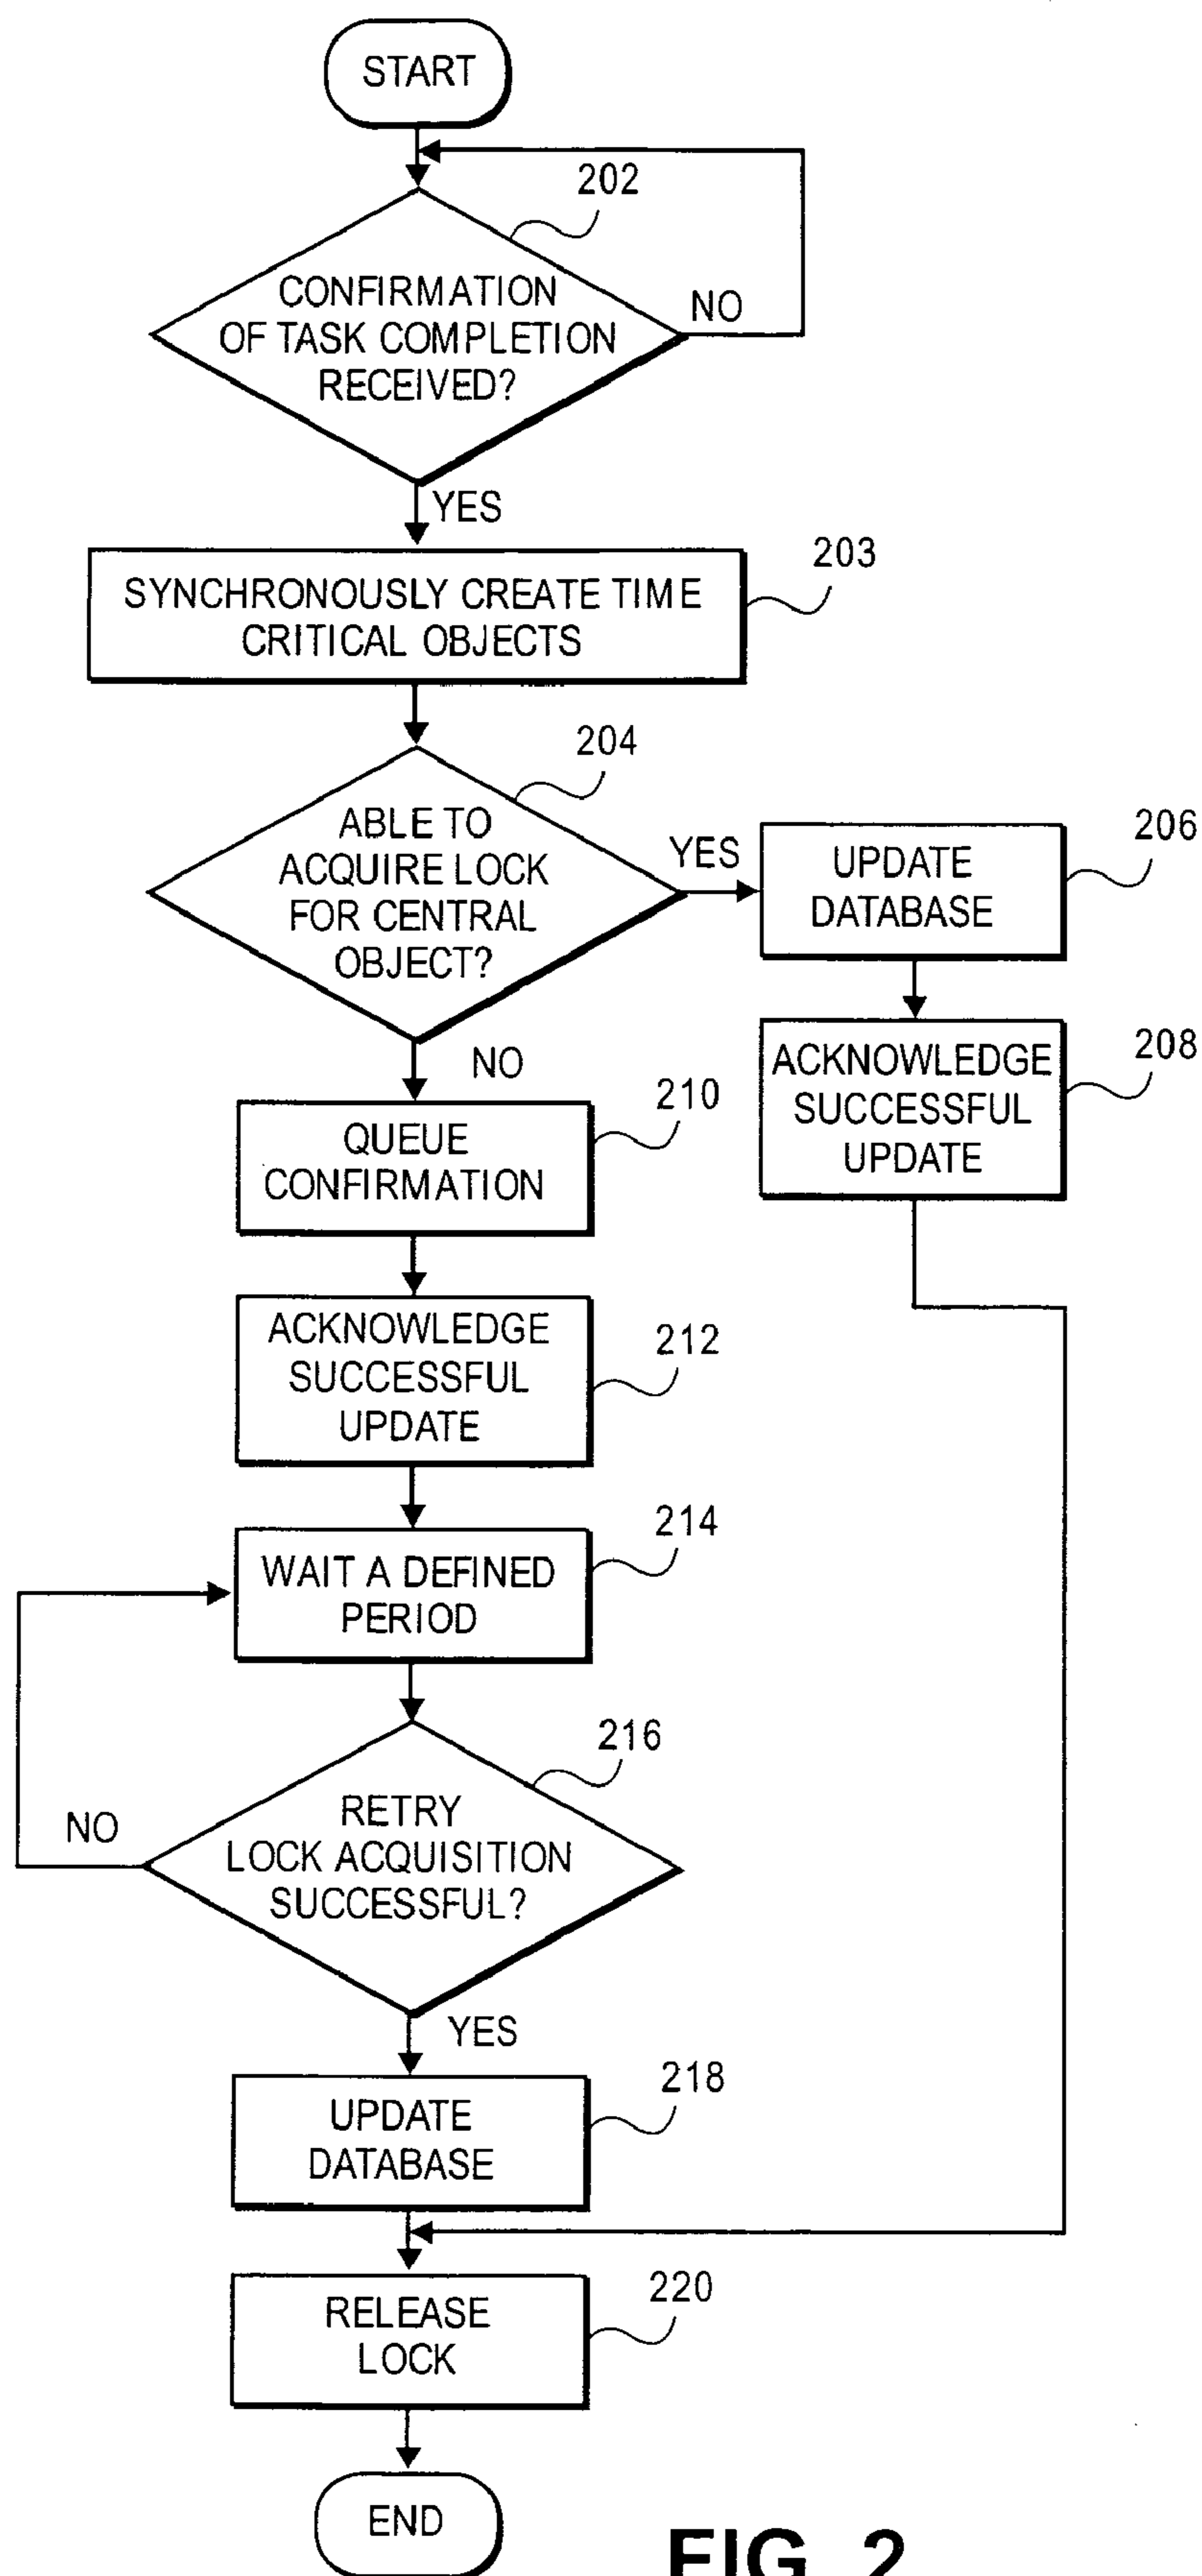 START
202
CONFIRMATION
OF TASK COMPLETION
RECEIVED?
NO
YES
203
SYNCHRONOUSLY CREATE TIME
CRITICAL OBJECTS
204
ABLE TO
ACQUIRE LOCK
FOR CENTRAL
OBJECT?
YES
206
UPDATE
DATABASE
208
ACKNOWLEDGE
SUCCESSFUL
UPDATE
NO
210
QUEUE
CONFIRMATION
212
ACKNOWLEDGE
SUCCESSFUL
UPDATE
214
WAIT A DEFINED
PERIOD
216
RETRY
LOCK ACQUISITION
SUCCESSFUL?
NO
YES
218
UPDATE
DATABASE
220
RELEASE
LOCK
END
FIG. 2